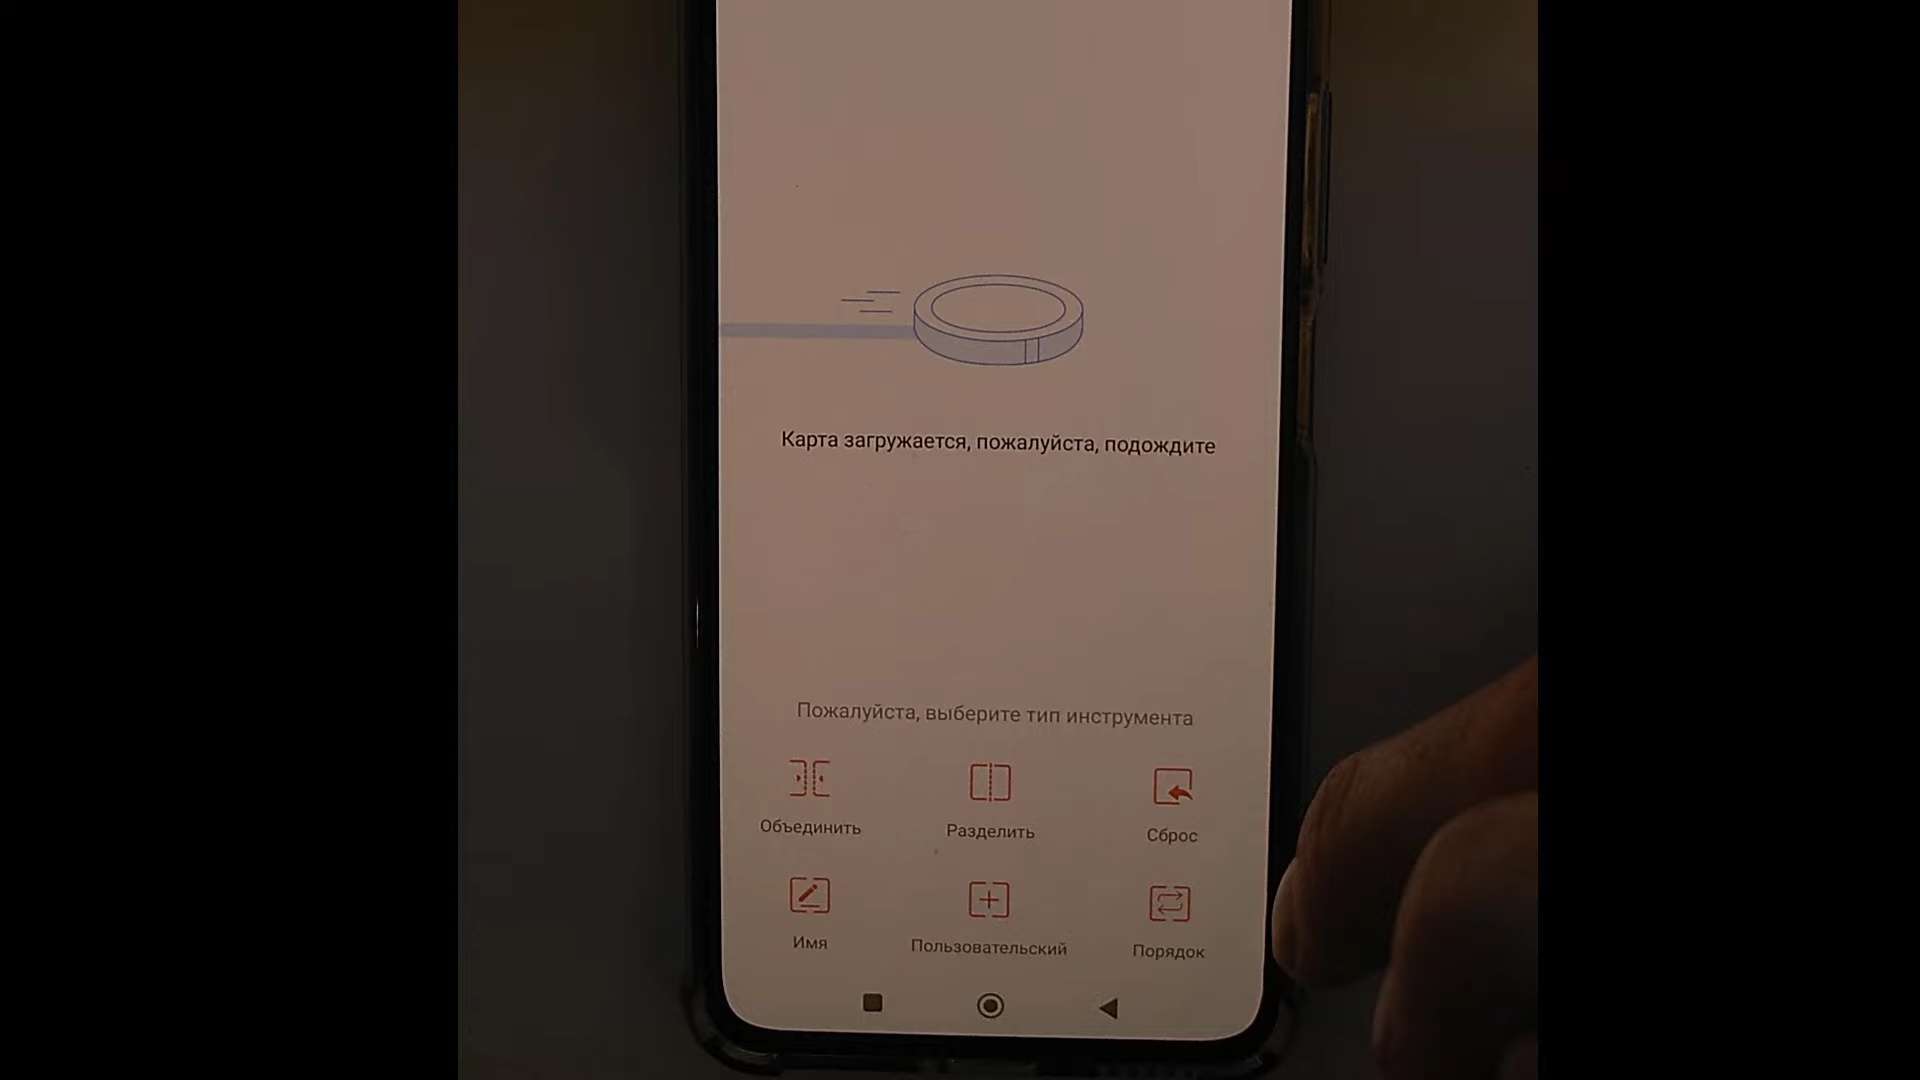 Карта загружается, пожалуйста, подождите
Пожалуйста, выберите тип инструмента
Объединить
Разделить
Сброс
Имя
Пользовательский
Порядок